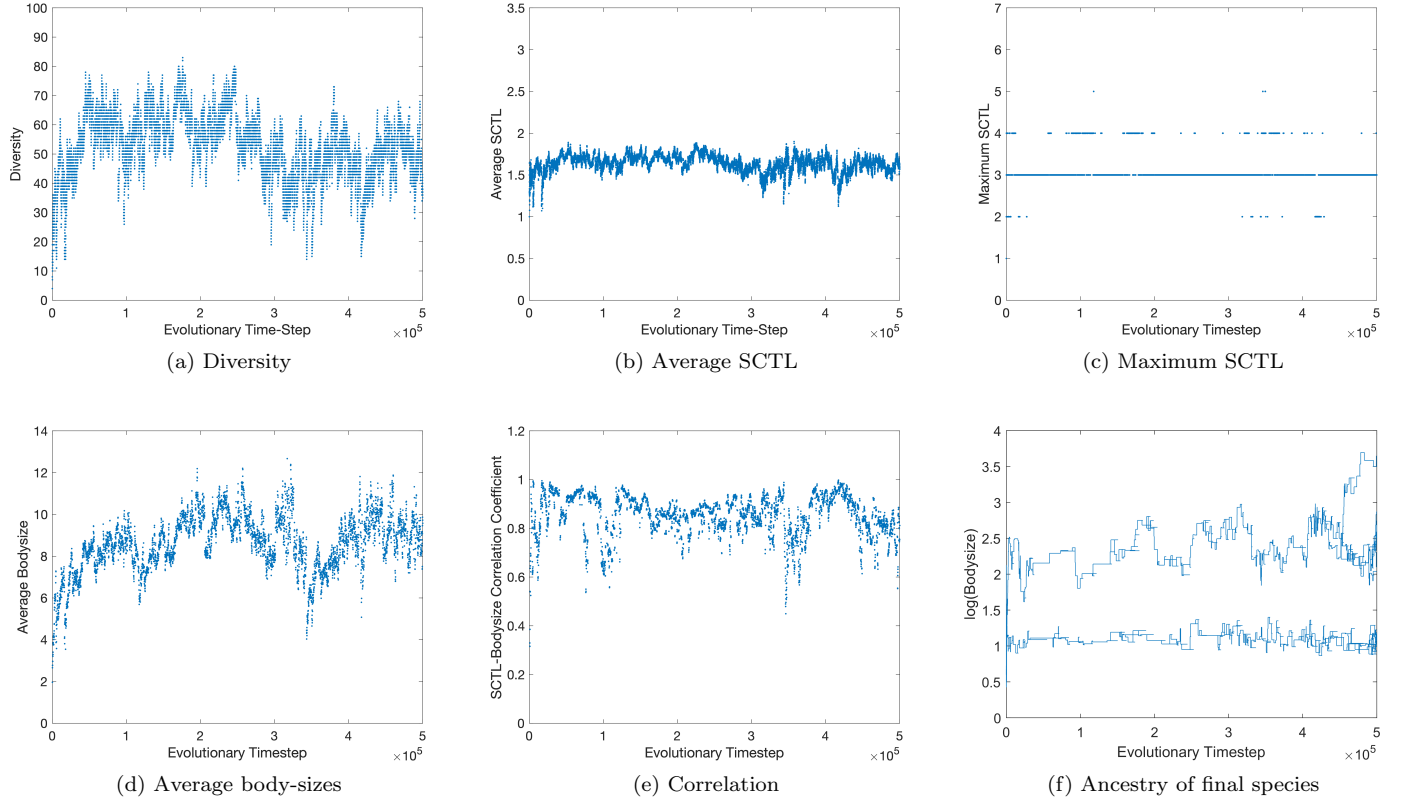 100
90
80
70
60
50
40
30
20
10
0
Diversity
0 1 2 3 4 5
Evolutionary Time-Step
×10^5
(a) Diversity
3.5
3
2.5
2
1.5
1
0.5
0
Average SCTL
0 1 2 3 4 5
Evolutionary Time-Step
×10^5
(b) Average SCTL
7
6
5
4
3
2
1
0
Maximum SCTL
0 1 2 3 4 5
Evolutionary Timestep
×10^5
(c) Maximum SCTL
14
12
10
8
6
4
2
0
Average Bodysize
0 1 2 3 4 5
Evolutionary Timestep
×10^5
(d) Average body-sizes
1.2
1
0.8
0.6
0.4
0.2
0
SCTL-Bodysize Correlation Coefficient
0 1 2 3 4 5
Evolutionary Timestep
×10^5
(e) Correlation
4
3.5
3
2.5
2
1.5
1
0.5
0
log(Bodysize)
0 1 2 3 4 5
Evolutionary Timestep
×10^5
(f) Ancestry of final species